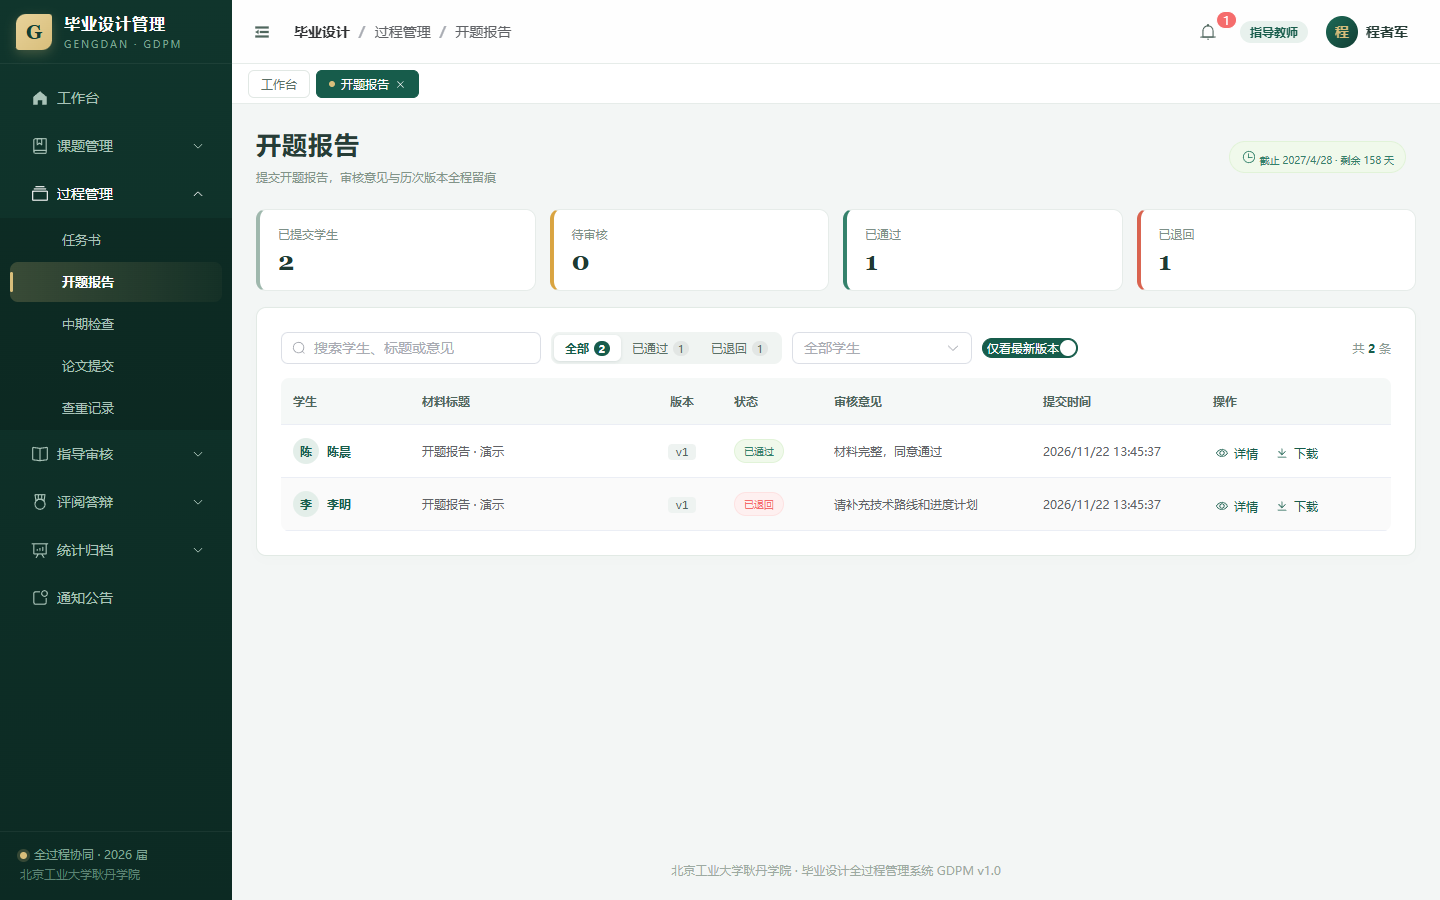 G
毕业设计管理
GENGDAN · GDPM
工作台
课题管理
过程管理
任务书
开题报告
中期检查
论文提交
查重记录
指导审核
评阅答辩
统计归档
通知公告
全过程协同 · 2026 届
北京工业大学耿丹学院
毕业设计 / 过程管理 / 开题报告
1
指导教师
程
程者军
工作台
开题报告
开题报告
提交开题报告，审核意见与历次版本全程留痕
截止 2027/4/28 · 剩余 158 天
已提交学生
2
待审核
0
已通过
1
已退回
1
搜索学生、标题或意见
全部 2
已通过 1
已退回 1
全部学生
仅看最新版本
共 2 条
学生 材料标题 版本 状态 审核意见 提交时间 操作
陈 陈晨 开题报告 · 演示 v1 已通过 材料完整，同意通过 2026/11/22 13:45:37 详情 下载
李 李明 开题报告 · 演示 v1 已退回 请补充技术路线和进度计划 2026/11/22 13:45:37 详情 下载
北京工业大学耿丹学院 · 毕业设计全过程管理系统 GDPM v1.0